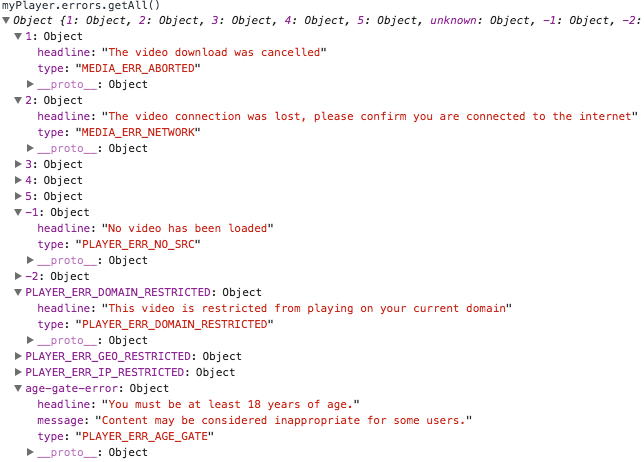 myPlayer.errors.getAll()
Object {1: Object, 2: Object, 3: Object, 4: Object, 5: Object, unknown: Object, -1: Object, -2:
1: Object
headline: "The video download was cancelled"
type: "MEDIA_ERR_ABORTED"
__proto__: Object
2: Object
headline: "The video connection was lost, please confirm you are connected to the internet"
type: "MEDIA_ERR_NETWORK"
__proto__: Object
3: Object
4: Object
5: Object
-1: Object
headline: "No video has been loaded"
type: "PLAYER_ERR_NO_SRC"
__proto__: Object
-2: Object
PLAYER_ERR_DOMAIN_RESTRICTED: Object
headline: "This video is restricted from playing on your current domain"
type: "PLAYER_ERR_DOMAIN_RESTRICTED"
__proto__: Object
PLAYER_ERR_GEO_RESTRICTED: Object
PLAYER_ERR_IP_RESTRICTED: Object
age-gate-error: Object
headline: "You must be at least 18 years of age."
message: "Content may be considered inappropriate for some users."
type: "PLAYER_ERR_AGE_GATE"
__proto__: Object